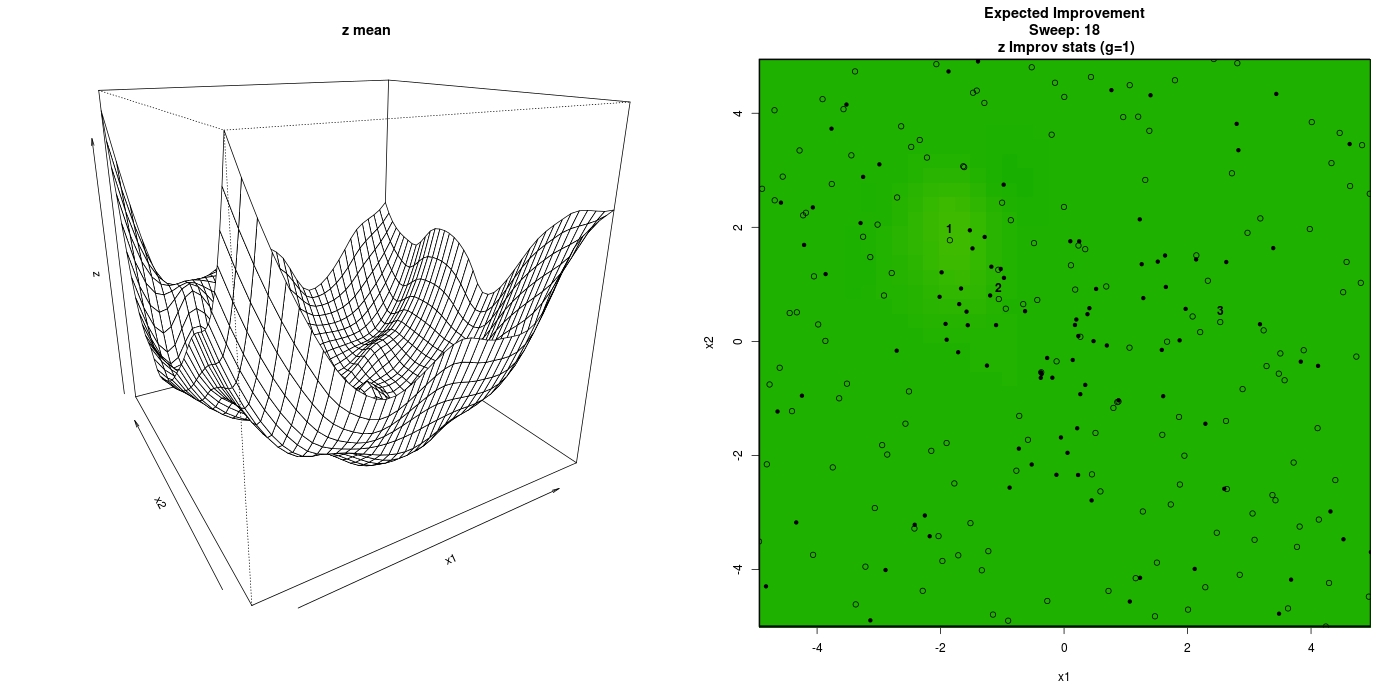 z mean
z
x2
x1
Expected Improvement
Sweep: 18
z Improv stats (g=1)
x2
4
2
0
-2
-4
1
2
3
-4
-2
0
2
4
x1